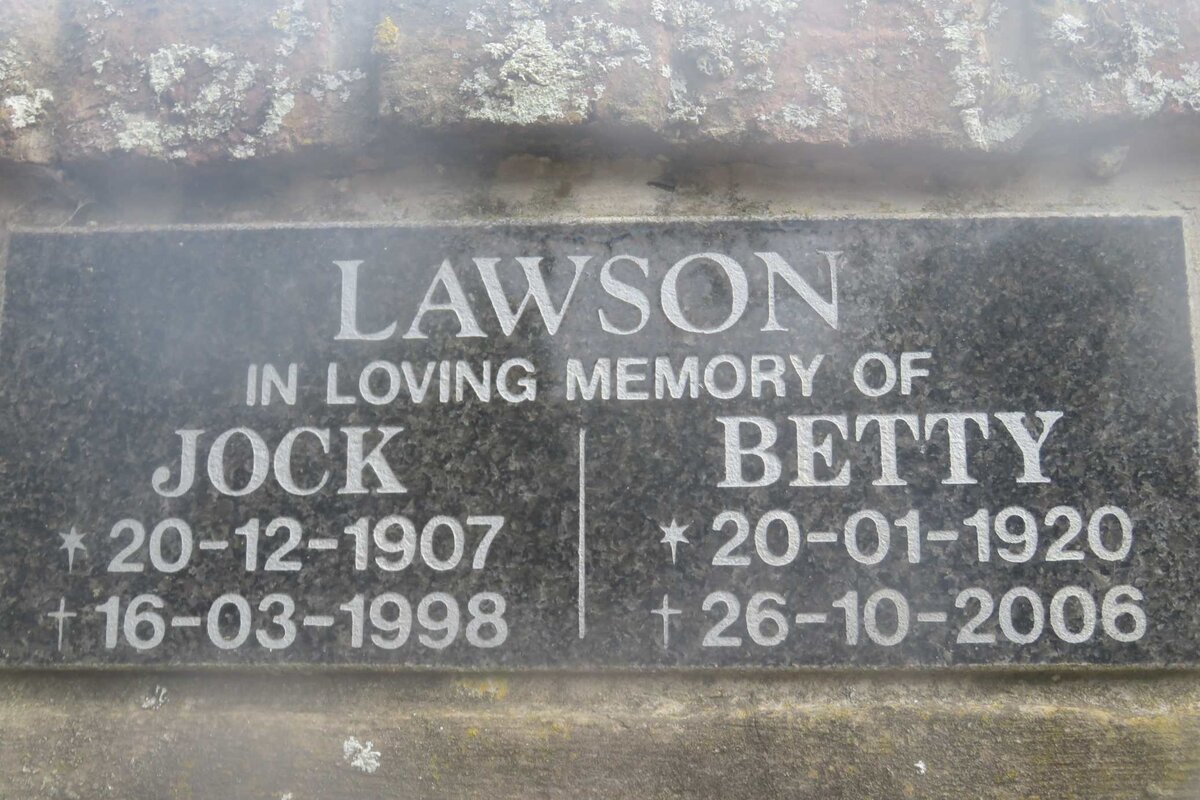 LAWSON
IN LOVING MEMORY OF
JOCK
20-12-1907
16-03-1998
BETTY
20-01-1920
26-10-2006